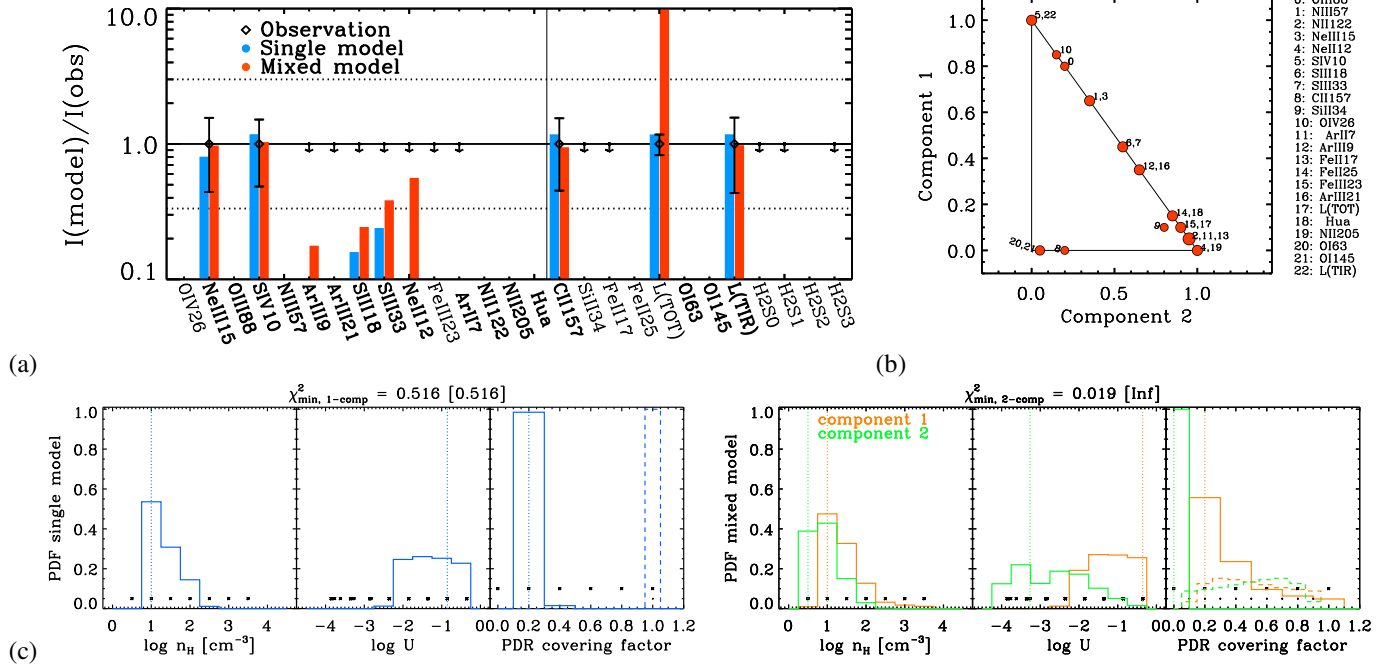 10.0
1.0
0.1
I(model)/I(obs)
Observation
Single model
Mixed model
OIV26
NeIII15
OIII88
SIV10
NIII57
ArIII9
ArIII21
SIII18
SIII33
NeII12
FeIII23
ArII7
NII122
NII205
Hua
CII157
SiII34
FeII17
FeII25
L(TOT)
OI63
OI145
L(TIR)
H2S0
H2S1
H2S2
H2S3
(a)
1.0
0.8
0.6
0.4
0.2
0.0
Component 1
5,22
10
0
1,3
6,7
12,16
14,18
15,17
9
2,11,13
4,19
20,21
8
0.0
0.5
1.0
Component 2
1: NIII57
2: NII122
3: NeIII15
4: NeII12
5: SIV10
6: SIII18
7: SIII33
8: CII157
9: SiII34
10: OIV26
11: ArII7
12: ArIII9
13: FeII17
14: FeII25
15: FeIII23
16: ArIII21
17: L(TOT)
18: Hua
19: NII205
20: OI63
21: OI145
22: L(TIR)
(b)
χ²min, 1-comp = 0.516 [0.516]
PDF single model
1.0
0.8
0.6
0.4
0.2
0.0
0 1 2 3 4
log nH [cm⁻³]
-4 -3 -2 -1
log U
0.0 0.2 0.4 0.6 0.8 1.0 1.2
PDR covering factor
χ²min, 2-comp = 0.019 [Inf]
component 1
component 2
PDF mixed model
1.0
0.8
0.6
0.4
0.2
0.0
0 1 2 3 4
log nH [cm⁻³]
-4 -3 -2 -1
log U
0.0 0.2 0.4 0.6 0.8 1.0 1.2
PDR covering factor
(c)